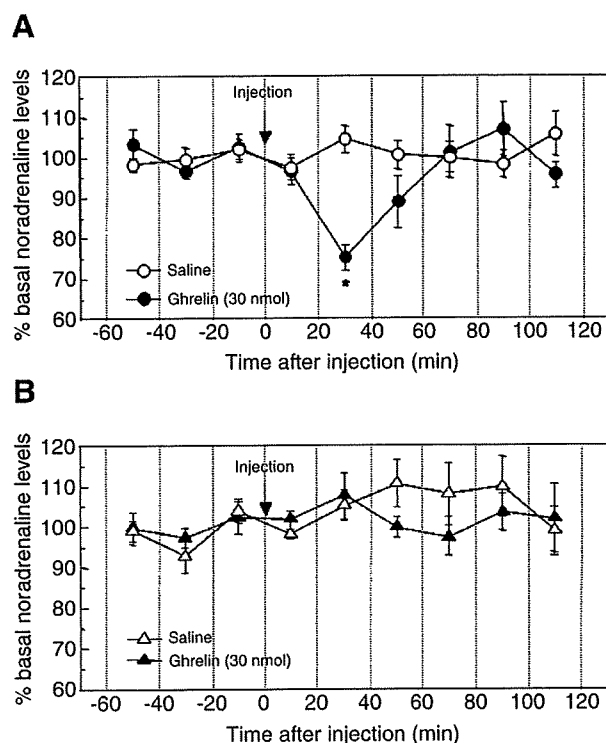 A
% basal noradrenaline levels
120
110
100
90
80
70
60
Injection
Saline
Ghrelin (30 nmol)
*
-60 -40 -20 0 20 40 60 80 100 120
Time after injection (min)
B
% basal noradrenaline levels
120
110
100
90
80
70
60
Injection
Saline
Ghrelin (30 nmol)
-60 -40 -20 0 20 40 60 80 100 120
Time after injection (min)